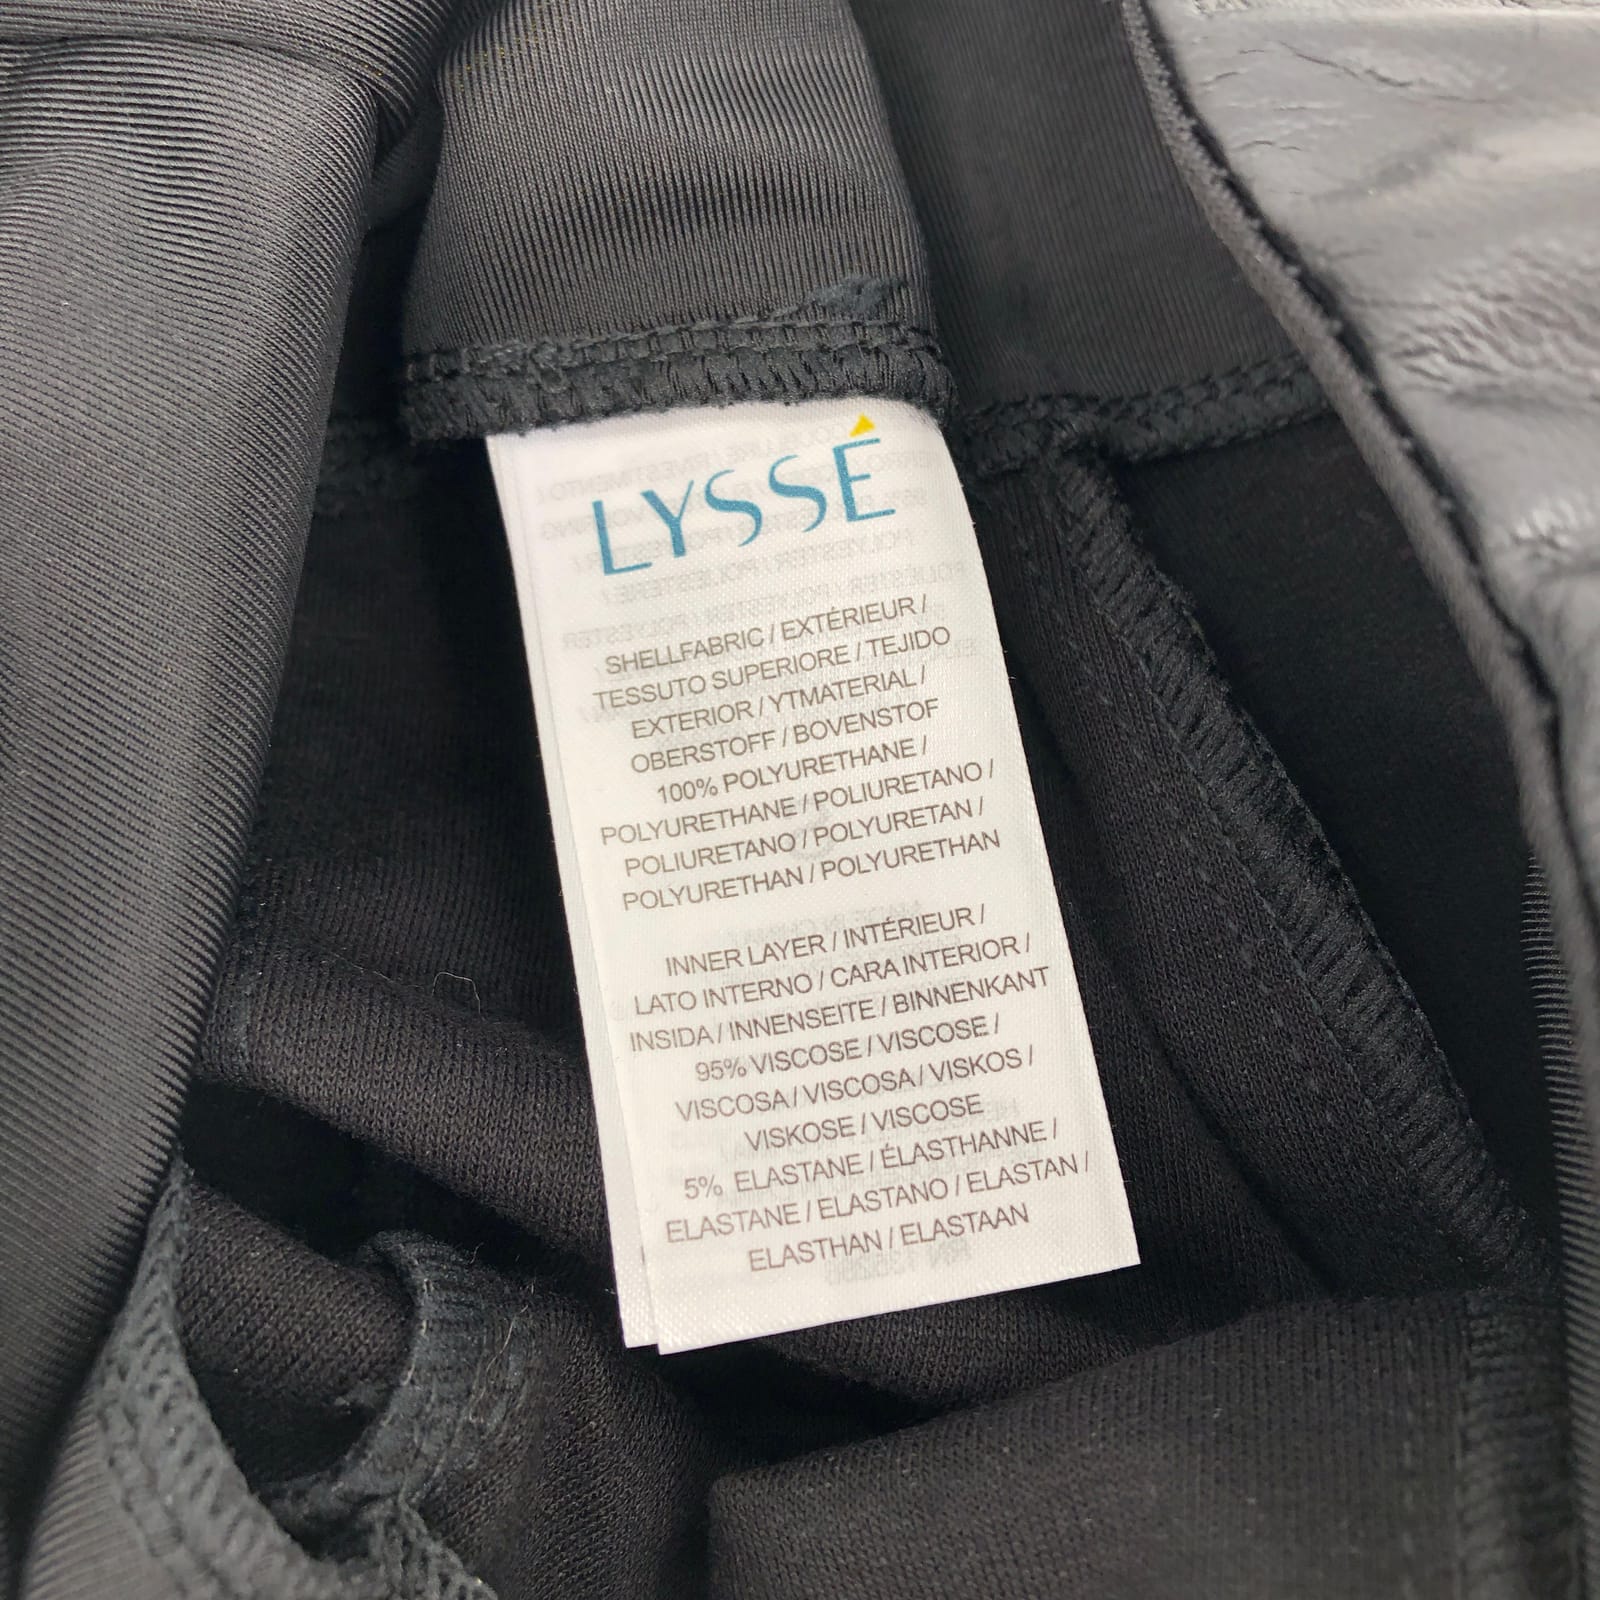 LYSSÉ
SHELLFABRIC / EXTÉRIEUR /
TESSUTO SUPERIORE / TEJIDO
EXTERIOR / YTMATERIAL /
OBERSTOFF / BOVENSTOF
100% POLYURETHANE /
POLYURETHANE / POLIURETANO /
POLIURETANO / POLYURETAN /
POLYURETHAN / POLYURETHAN
INNER LAYER / INTÉRIEUR /
LATO INTERNO / CARA INTERIOR /
INSIDA / INNENSEITE / BINNENKANT
95% VISCOSE / VISCOSE /
VISCOSA / VISCOSA / VISKOS /
VISKOSE / VISCOSE
5% ELASTANE / ÉLASTHANNE /
ELASTANE / ELASTANO / ELASTAN /
ELASTHAN / ELASTAAN